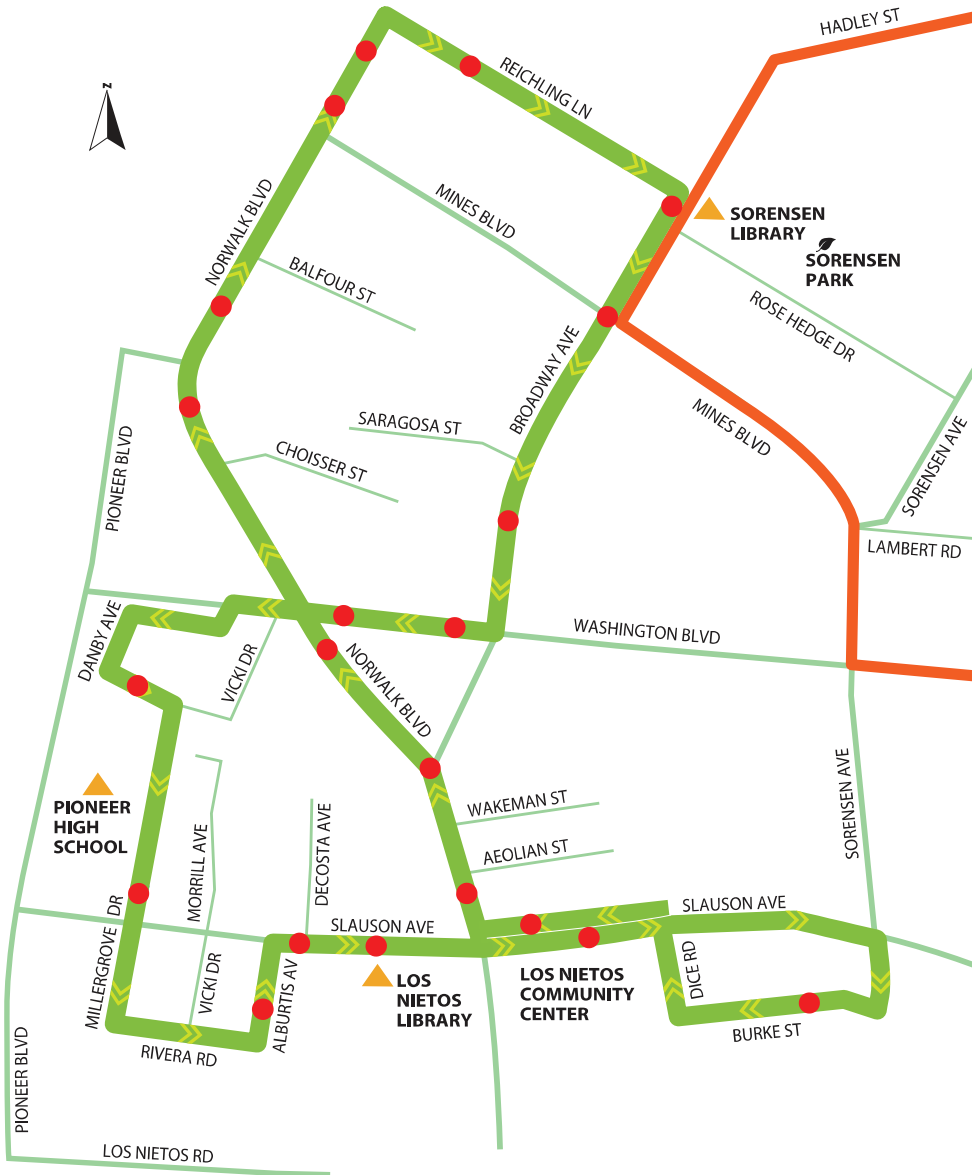 HADLEY ST
N
REICHLING LN
NORWALK BLVD
MINES BLVD
SORENSEN
LIBRARY
SORENSEN
PARK
BALFOUR ST
ROSE HEDGE DR
BROADWAY AVE
SARAGOSA ST
MINES BLVD
SORENSEN AVE
PIONEER BLVD
CHOISSER ST
LAMBERT RD
DANBY AVE
WASHINGTON BLVD
VICKI DR
NORWALK BLVD
SORENSEN AVE
WAKEMAN ST
PIONEER
HIGH
SCHOOL
MORRILL AVE
DECOSTA AVE
AEOLIAN ST
SLAUSON AVE
SLAUSON AVE
MILLERGROVE DR
VICKI DR
ALBURTIS AV
LOS
NIETOS
LIBRARY
LOS NIETOS
COMMUNITY
CENTER
DICE RD
BURKE ST
RIVERA RD
PIONEER BLVD
LOS NIETOS RD